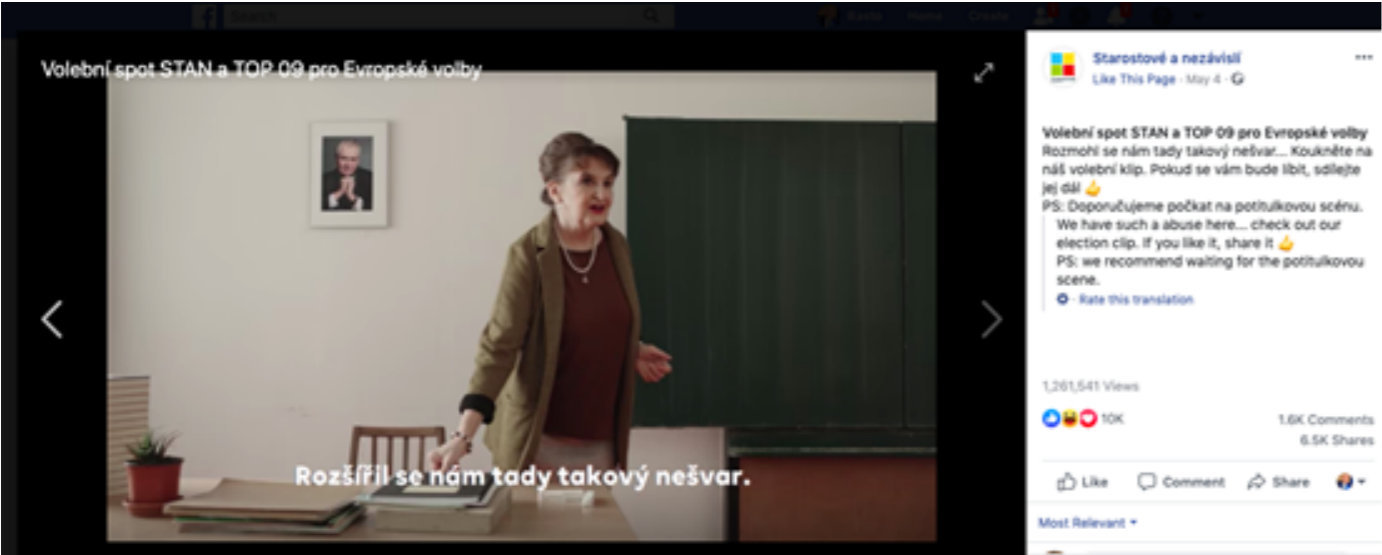 Search
Home
Create
Volební spot STAN a TOP 09 pro Evropské volby
Rozšířil se nám tady takový nešvar.
Starostové a nezávislí
Like This Page · May 4 ·
Volební spot STAN a TOP 09 pro Evropské volby
Rozmohl se nám tady takový nešvar... Koukněte na
náš volební klip. Pokud se vám bude líbit, sdílejte
jej dál 👍
PS: Doporučujeme počkat na potitulkovou scénu.
We have such a abuse here... check out our
election clip. If you like it, share it 👍
PS: we recommend waiting for the potitulkovou
scene.
· Rate this translation
1,261,541 Views
10K
1.6K Comments
6.5K Shares
Like Comment Share
Most Relevant